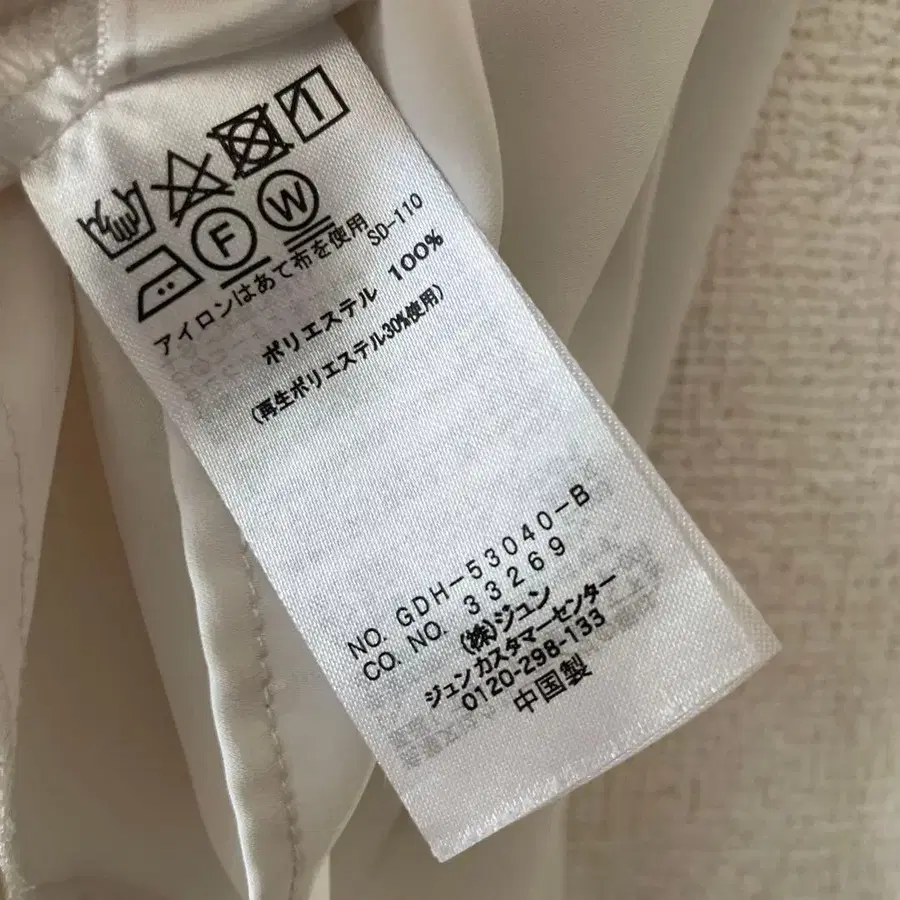 F W
アイロンはあて布を使用
SD-110
ポリエステル 100%
(再生ポリエステル30%使用)
NO. GDH-53040-B
CO. NO. 33269
(株)ジュン
ジュン カスタマーセンター
0120-298-133
中国製